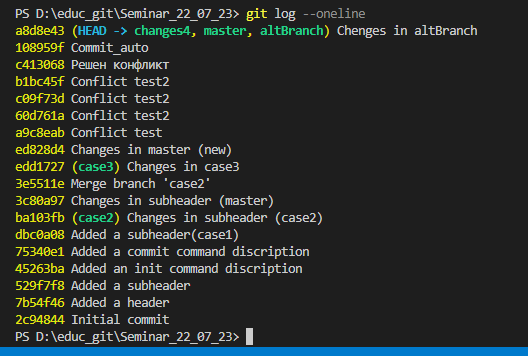 PS D:\educ_git\Seminar_22_07_23> git log --oneline
a8d8e43 (HEAD -> changes4, master, altBranch) Chenges in altBranch
108959f Commit_auto
c413068 Решен конфликт
b1bc45f Conflict test2
c09f73d Conflict test2
60d761a Conflict test2
a9c8eab Conflict test
ed828d4 Changes in master (new)
edd1727 (case3) Changes in case3
3e5511e Merge branch 'case2'
3c80a97 Changes in subheader (master)
ba103fb (case2) Changes in subheader (case2)
dbc0a08 Added a subheader(case1)
75340e1 Added a commit command discription
45263ba Added an init command discription
529f7f8 Added a subheader
7b54f46 Added a header
2c94844 Initial commit
PS D:\educ_git\Seminar_22_07_23>